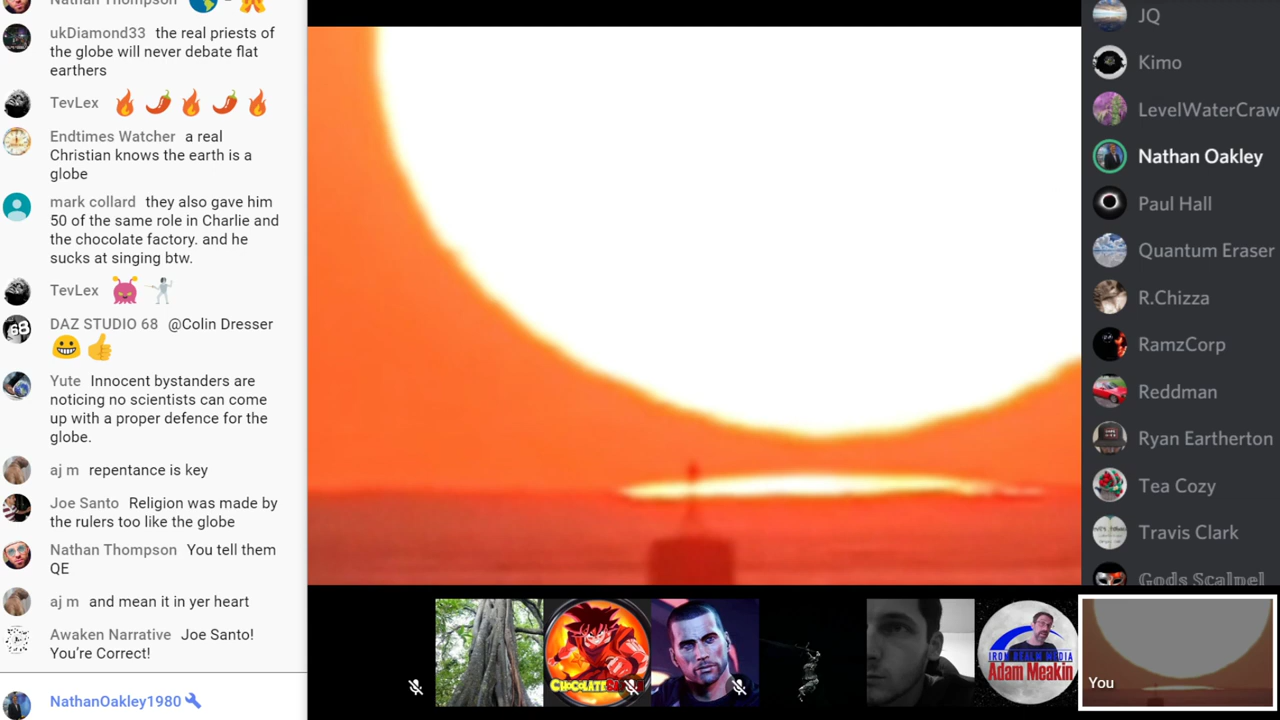 Nathan Thompson
ukDiamond33 the real priests of
the globe will never debate flat
earthers
TevLex
Endtimes Watcher a real
Christian knows the earth is a
globe
mark collard they also gave him
50 of the same role in Charlie and
the chocolate factory. and he
sucks at singing btw.
TevLex
DAZ STUDIO 68 @Colin Dresser
Yute Innocent bystanders are
noticing no scientists can come
up with a proper defence for the
globe.
aj m repentance is key
Joe Santo Religion was made by
the rulers too like the globe
Nathan Thompson You tell them
QE
aj m and mean it in yer heart
Awaken Narrative Joe Santo!
You're Correct!
NathanOakley1980
68
JQ
Kimo
LevelWaterCraw
Nathan Oakley
Paul Hall
Quantum Eraser
R.Chizza
RamzCorp
Reddman
Ryan Eartherton
Tea Cozy
Travis Clark
Gods Scalpel
IRON REALM MEDIA
Adam Meakin
You